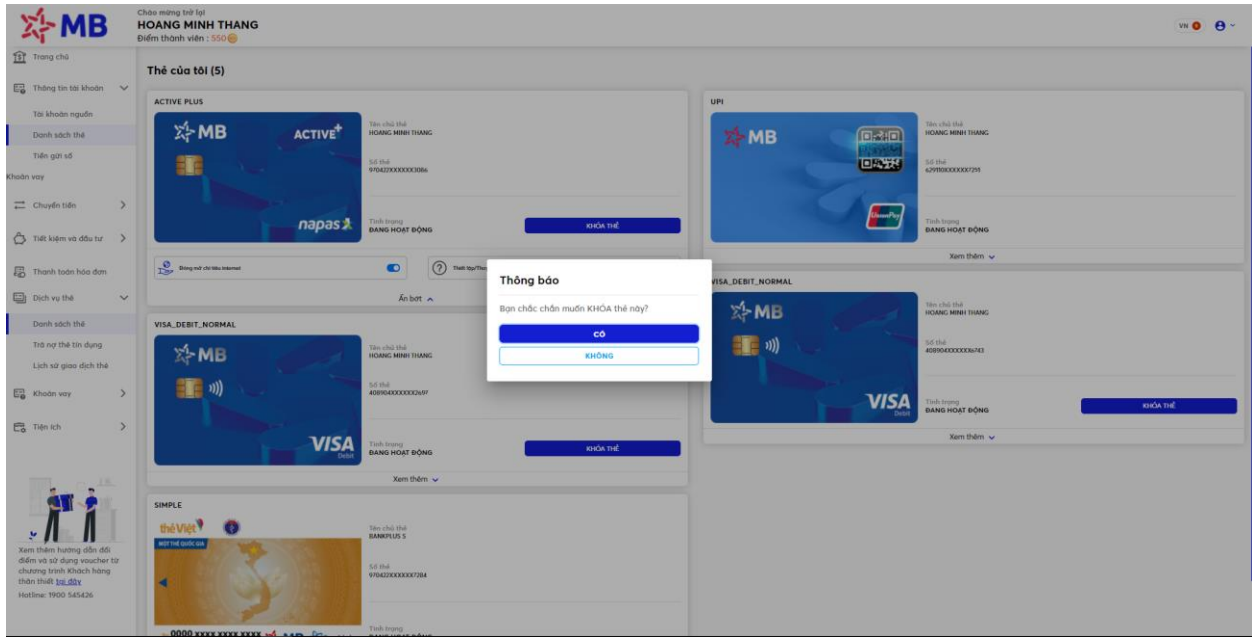 MB
Chào mừng trở lại
HOANG MINH THANG
Điểm thành viên : 550
VN
Trang chủ
Thông tin tài khoản
Tài khoản nguồn
Danh sách thẻ
Tiền gửi số
Khoản vay
Chuyển tiền
Tiết kiệm và đầu tư
Thanh toán hóa đơn
Dịch vụ thẻ
Danh sách thẻ
Trả nợ thẻ tín dụng
Lịch sử giao dịch thẻ
Khoản vay
Tiện ích
Xem thêm hướng dẫn đổi
điểm và sử dụng voucher từ
chương trình Khách hàng
thân thiết tại đây
Hotline: 1900 545426
Thẻ của tôi (5)
ACTIVE PLUS
MB ACTIVE+
napas
Tên chủ thẻ
HOANG MINH THANG
Số thẻ
970422XXXXXX3086
Tình trạng
ĐANG HOẠT ĐỘNG
KHÓA THẺ
Đóng mở chi tiêu internet
Ẩn bớt
UPI
MB
UnionPay
Tên chủ thẻ
HOANG MINH THANG
Số thẻ
Tình trạng
ĐANG HOẠT ĐỘNG
Xem thêm
Thông báo
Bạn chắc chắn muốn KHÓA thẻ này?
CÓ
KHÔNG
VISA_DEBIT_NORMAL
MB
VISA
Debit
Tên chủ thẻ
HOANG MINH THANG
Số thẻ
408904XXXXXX2697
Tình trạng
ĐANG HOẠT ĐỘNG
KHÓA THẺ
Xem thêm
VISA_DEBIT_NORMAL
MB
VISA
Debit
Tên chủ thẻ
HOANG MINH THANG
Số thẻ
408904XXXXXX6743
Tình trạng
ĐANG HOẠT ĐỘNG
KHÓA THẺ
Xem thêm
SIMPLE
thẻ Việt
MỘT THẺ QUỐC GIA
0000 xxxx xxxx xxxx
Tên chủ thẻ
BANKPLUS S
Số thẻ
970422XXXXXX7284
Tình trạng